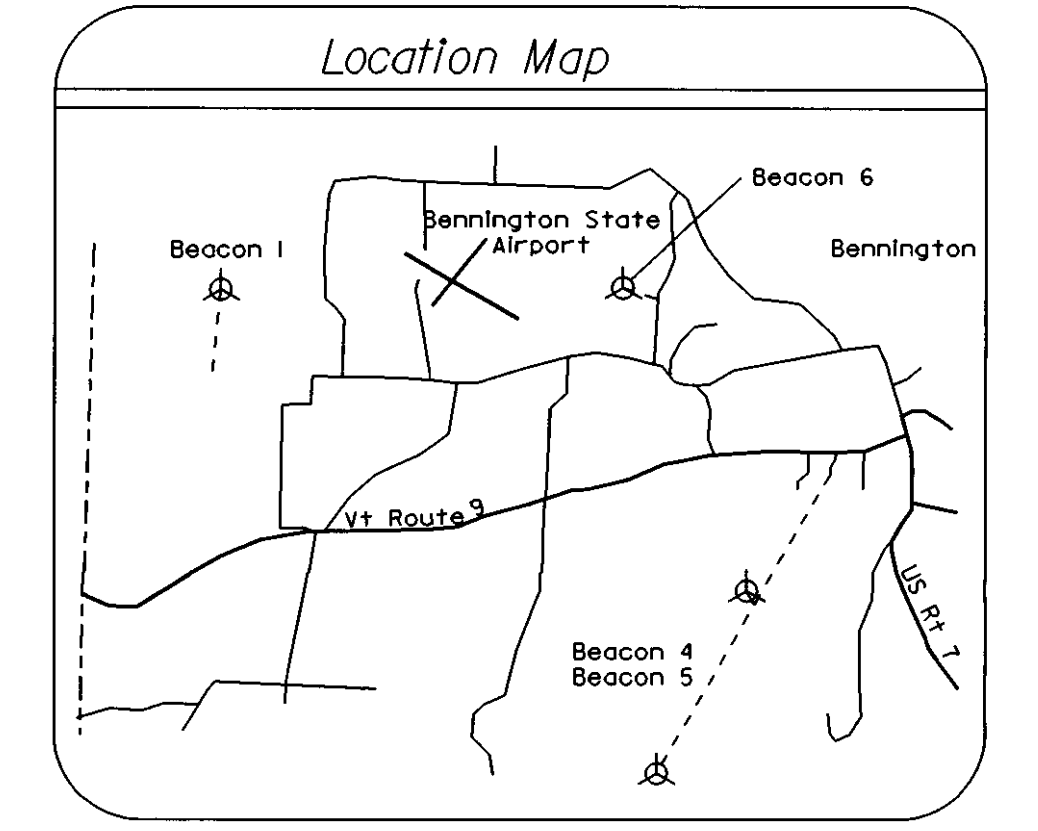 Location Map
Beacon 6
Bennington State
Airport
Beacon 1
Bennington
Vt Route 9
US Rt 7
Beacon 4
Beacon 5